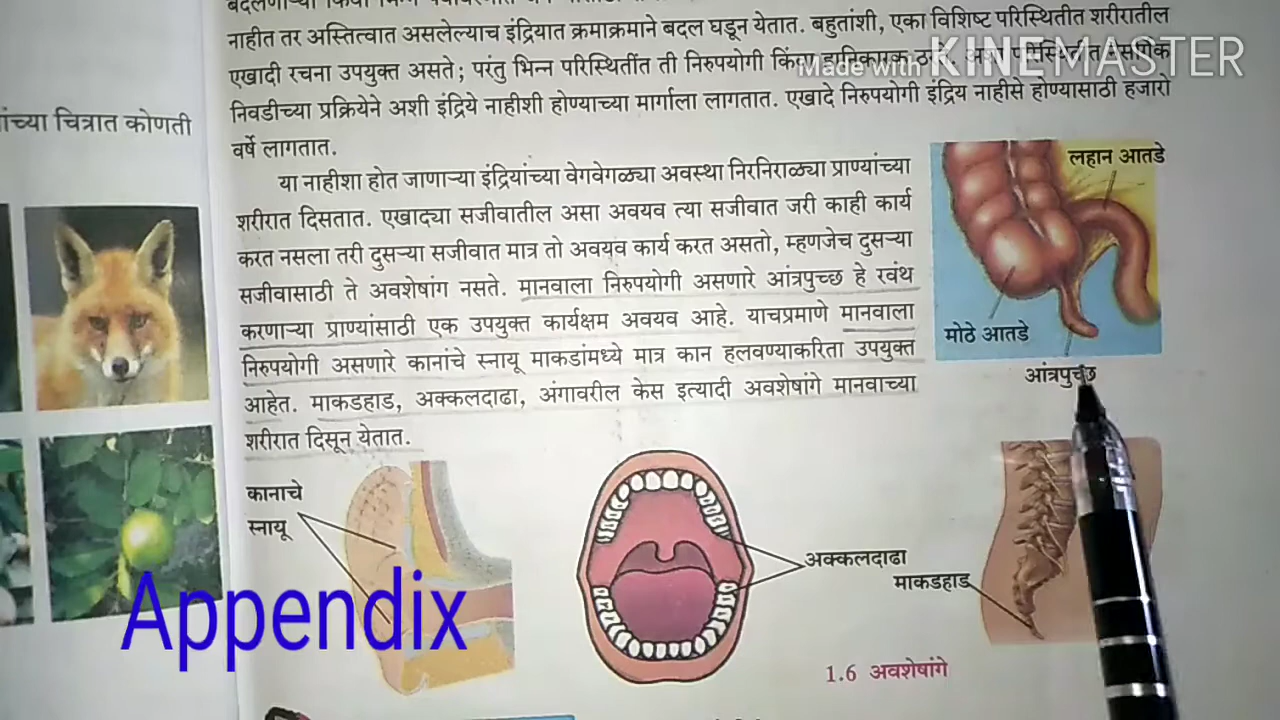 नाहीत तर अस्तित्वात असलेल्याच इंद्रियात क्रमाक्रमाने बदल घडून येतात. बहुतांशी, एका विशिष्ट परिस्थितीत शरीरातील
एखादी रचना उपयुक्त असते; परंतु भिन्न परिस्थितींत ती निरुपयोगी किंवा हानिकारक
Made with KINEMASTER
निवडीच्या प्रक्रियेने अशी इंद्रिये नाहीशी होण्याच्या मार्गाला लागतात. एखादे निरुपयोगी इंद्रिय नाहीसे होण्यासाठी हजारो
वर्षे लागतात.
ांच्या चित्रात कोणती
या नाहीशा होत जाणाऱ्या इंद्रियांच्या वेगवेगळ्या अवस्था निरनिराळ्या प्राण्यांच्या
शरीरात दिसतात. एखाद्या सजीवातील असा अवयव त्या सजीवात जरी काही कार्य
करत नसला तरी दुसऱ्या सजीवात मात्र तो अवयव कार्य करत असतो, म्हणजेच दुसऱ्या
सजीवासाठी ते अवशेषांग नसते. मानवाला निरुपयोगी असणारे आंत्रपुच्छ हे रवंथ
करणाऱ्या प्राण्यांसाठी एक उपयुक्त कार्यक्षम अवयव आहे. याचप्रमाणे मानवाला
निरुपयोगी असणारे कानांचे स्नायू माकडांमध्ये मात्र कान हलवण्याकरिता उपयुक्त
आहेत. माकडहाड, अक्कलदाढा, अंगावरील केस इत्यादी अवशेषांगे मानवाच्या
शरीरात दिसून येतात.
लहान आतडे
मोठे आतडे
आंत्रपुच्छ
कानाचे
स्नायू
अक्कलदाढा
माकडहाड
Appendix
1.6 अवशेषांगे